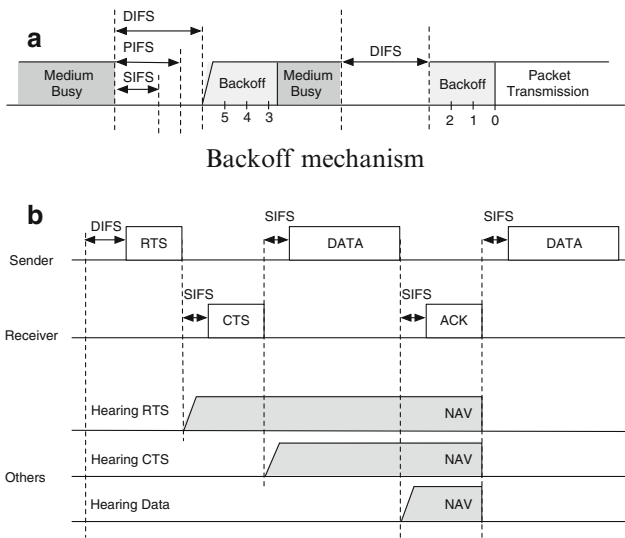 a
DIFS
PIFS
SIFS
Medium Busy
Backoff
5 4 3
Medium Busy
DIFS
Backoff
2 1 0
Packet Transmission
Backoff mechanism
b
Sender
DIFS
RTS
SIFS
DATA
SIFS
DATA
Receiver
SIFS
CTS
SIFS
ACK
Others
Hearing RTS
NAV
Hearing CTS
NAV
Hearing Data
NAV